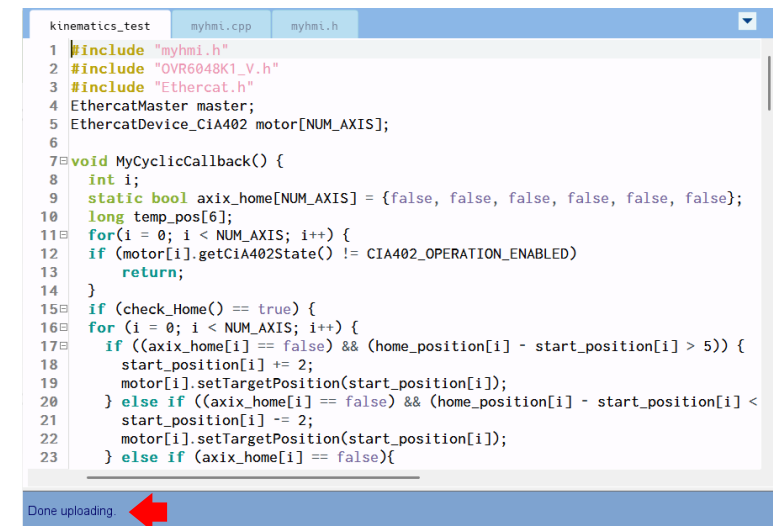 kinematics_test myhmi.cpp myhmi.h
1 #include "myhmi.h"
2 #include "OVR6048K1_V.h"
3 #include "Ethercat.h"
4 EthercatMaster master;
5 EthercatDevice_CiA402 motor[NUM_AXIS];
6
7 void MyCyclicCallback() {
8 int i;
9 static bool axix_home[NUM_AXIS] = {false, false, false, false, false, false};
10 long temp_pos[6];
11 for(i = 0; i < NUM_AXIS; i++) {
12 if (motor[i].getCiA402State() != CIA402_OPERATION_ENABLED)
13 return;
14 }
15 if (check_Home() == true) {
16 for (i = 0; i < NUM_AXIS; i++) {
17 if ((axix_home[i] == false) && (home_position[i] - start_position[i] > 5)) {
18 start_position[i] += 2;
19 motor[i].setTargetPosition(start_position[i]);
20 } else if ((axix_home[i] == false) && (home_position[i] - start_position[i] <
21 start_position[i] -= 2;
22 motor[i].setTargetPosition(start_position[i]);
23 } else if (axix_home[i] == false){
Done uploading.